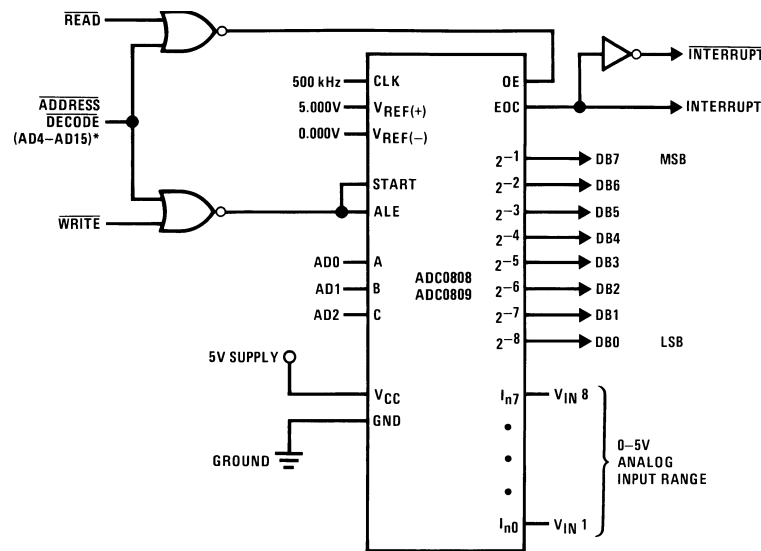 READ
ADDRESS
DECODE
(AD4–AD15)*
WRITE
500 kHz
5.000V
0.000V
CLK
VREF(+)
VREF(−)
START
ALE
AD0
AD1
AD2
A
B
C
ADC0808
ADC0809
5V SUPPLY
VCC
GND
GROUND
OE
EOC
INTERRUPT
INTERRUPT
2−1 DB7 MSB
2−2 DB6
2−3 DB5
2−4 DB4
2−5 DB3
2−6 DB2
2−7 DB1
2−8 DB0 LSB
In7 VIN 8
In0 VIN 1
0–5V
ANALOG
INPUT RANGE